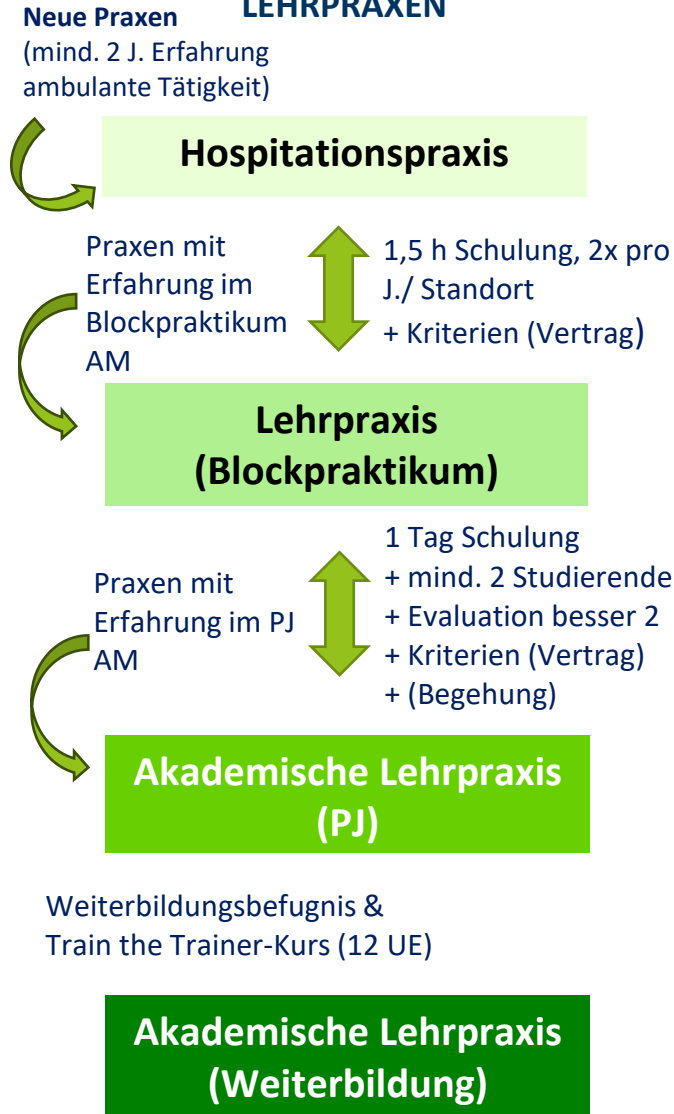 LEHRPRAXEN
Neue Praxen
(mind. 2 J. Erfahrung
ambulante Tätigkeit)
Hospitationspraxis
Praxen mit
Erfahrung im
Blockpraktikum
AM
1,5 h Schulung, 2x pro
J./ Standort
+ Kriterien (Vertrag)
Lehrpraxis
(Blockpraktikum)
Praxen mit
Erfahrung im PJ
AM
1 Tag Schulung
+ mind. 2 Studierende
+ Evaluation besser 2
+ Kriterien (Vertrag)
+ (Begehung)
Akademische Lehrpraxis
(PJ)
Weiterbildungsbefugnis &
Train the Trainer-Kurs (12 UE)
Akademische Lehrpraxis
(Weiterbildung)